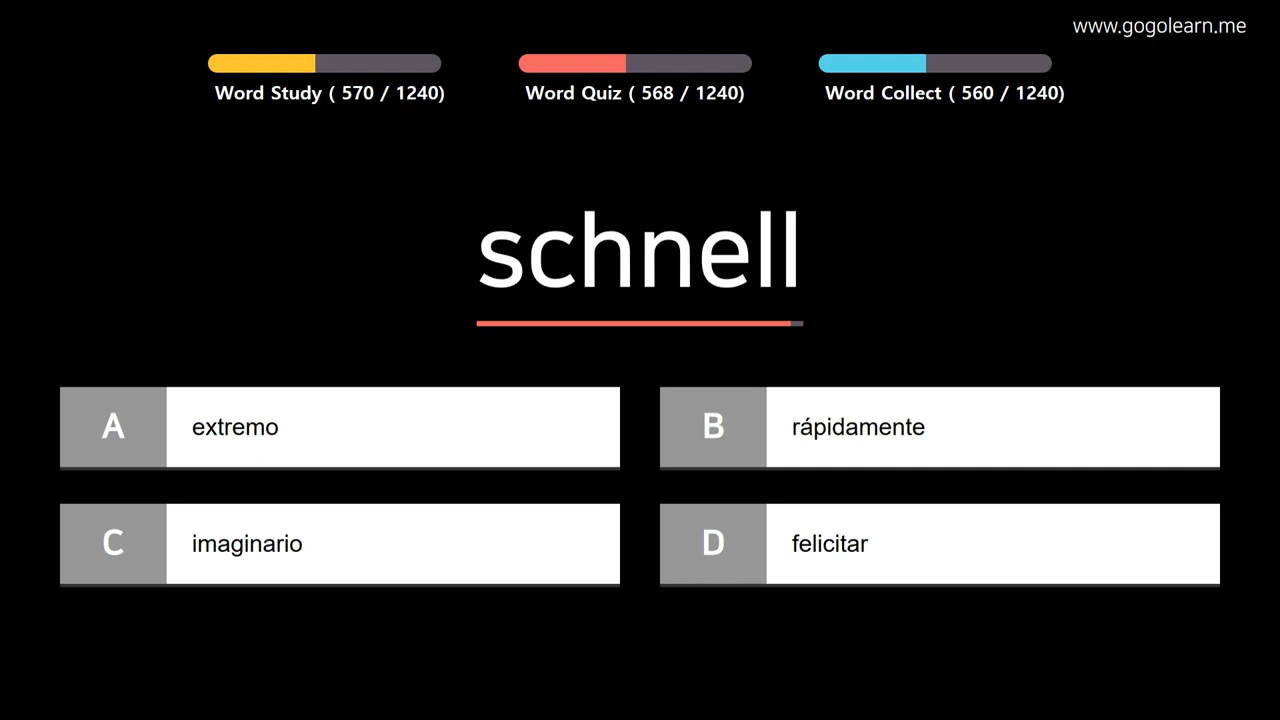 www.gogolearn.me
Word Study ( 570 / 1240)
Word Quiz ( 568 / 1240)
Word Collect ( 560 / 1240)
schnell
A
extremo
B
rápidamente
C
imaginario
D
felicitar